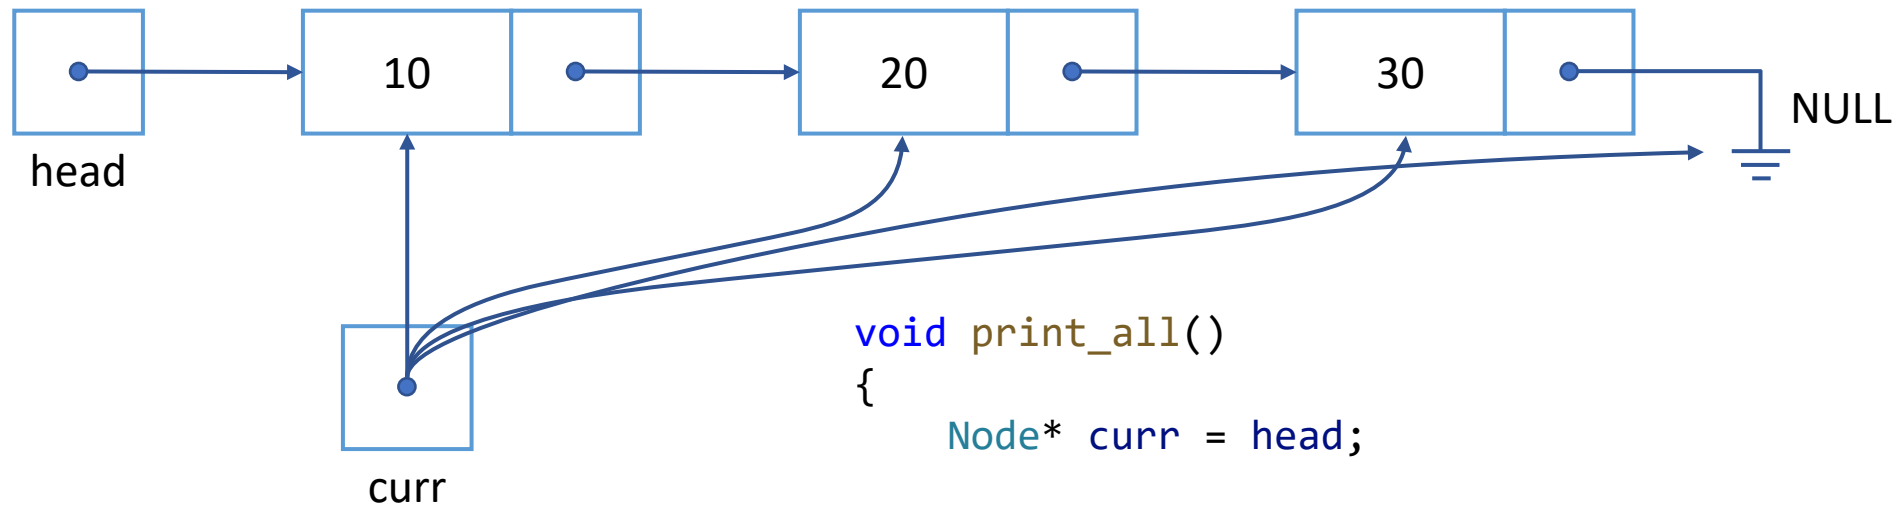 10
20
30
NULL
head
void print_all()
{
    Node* curr = head;
curr